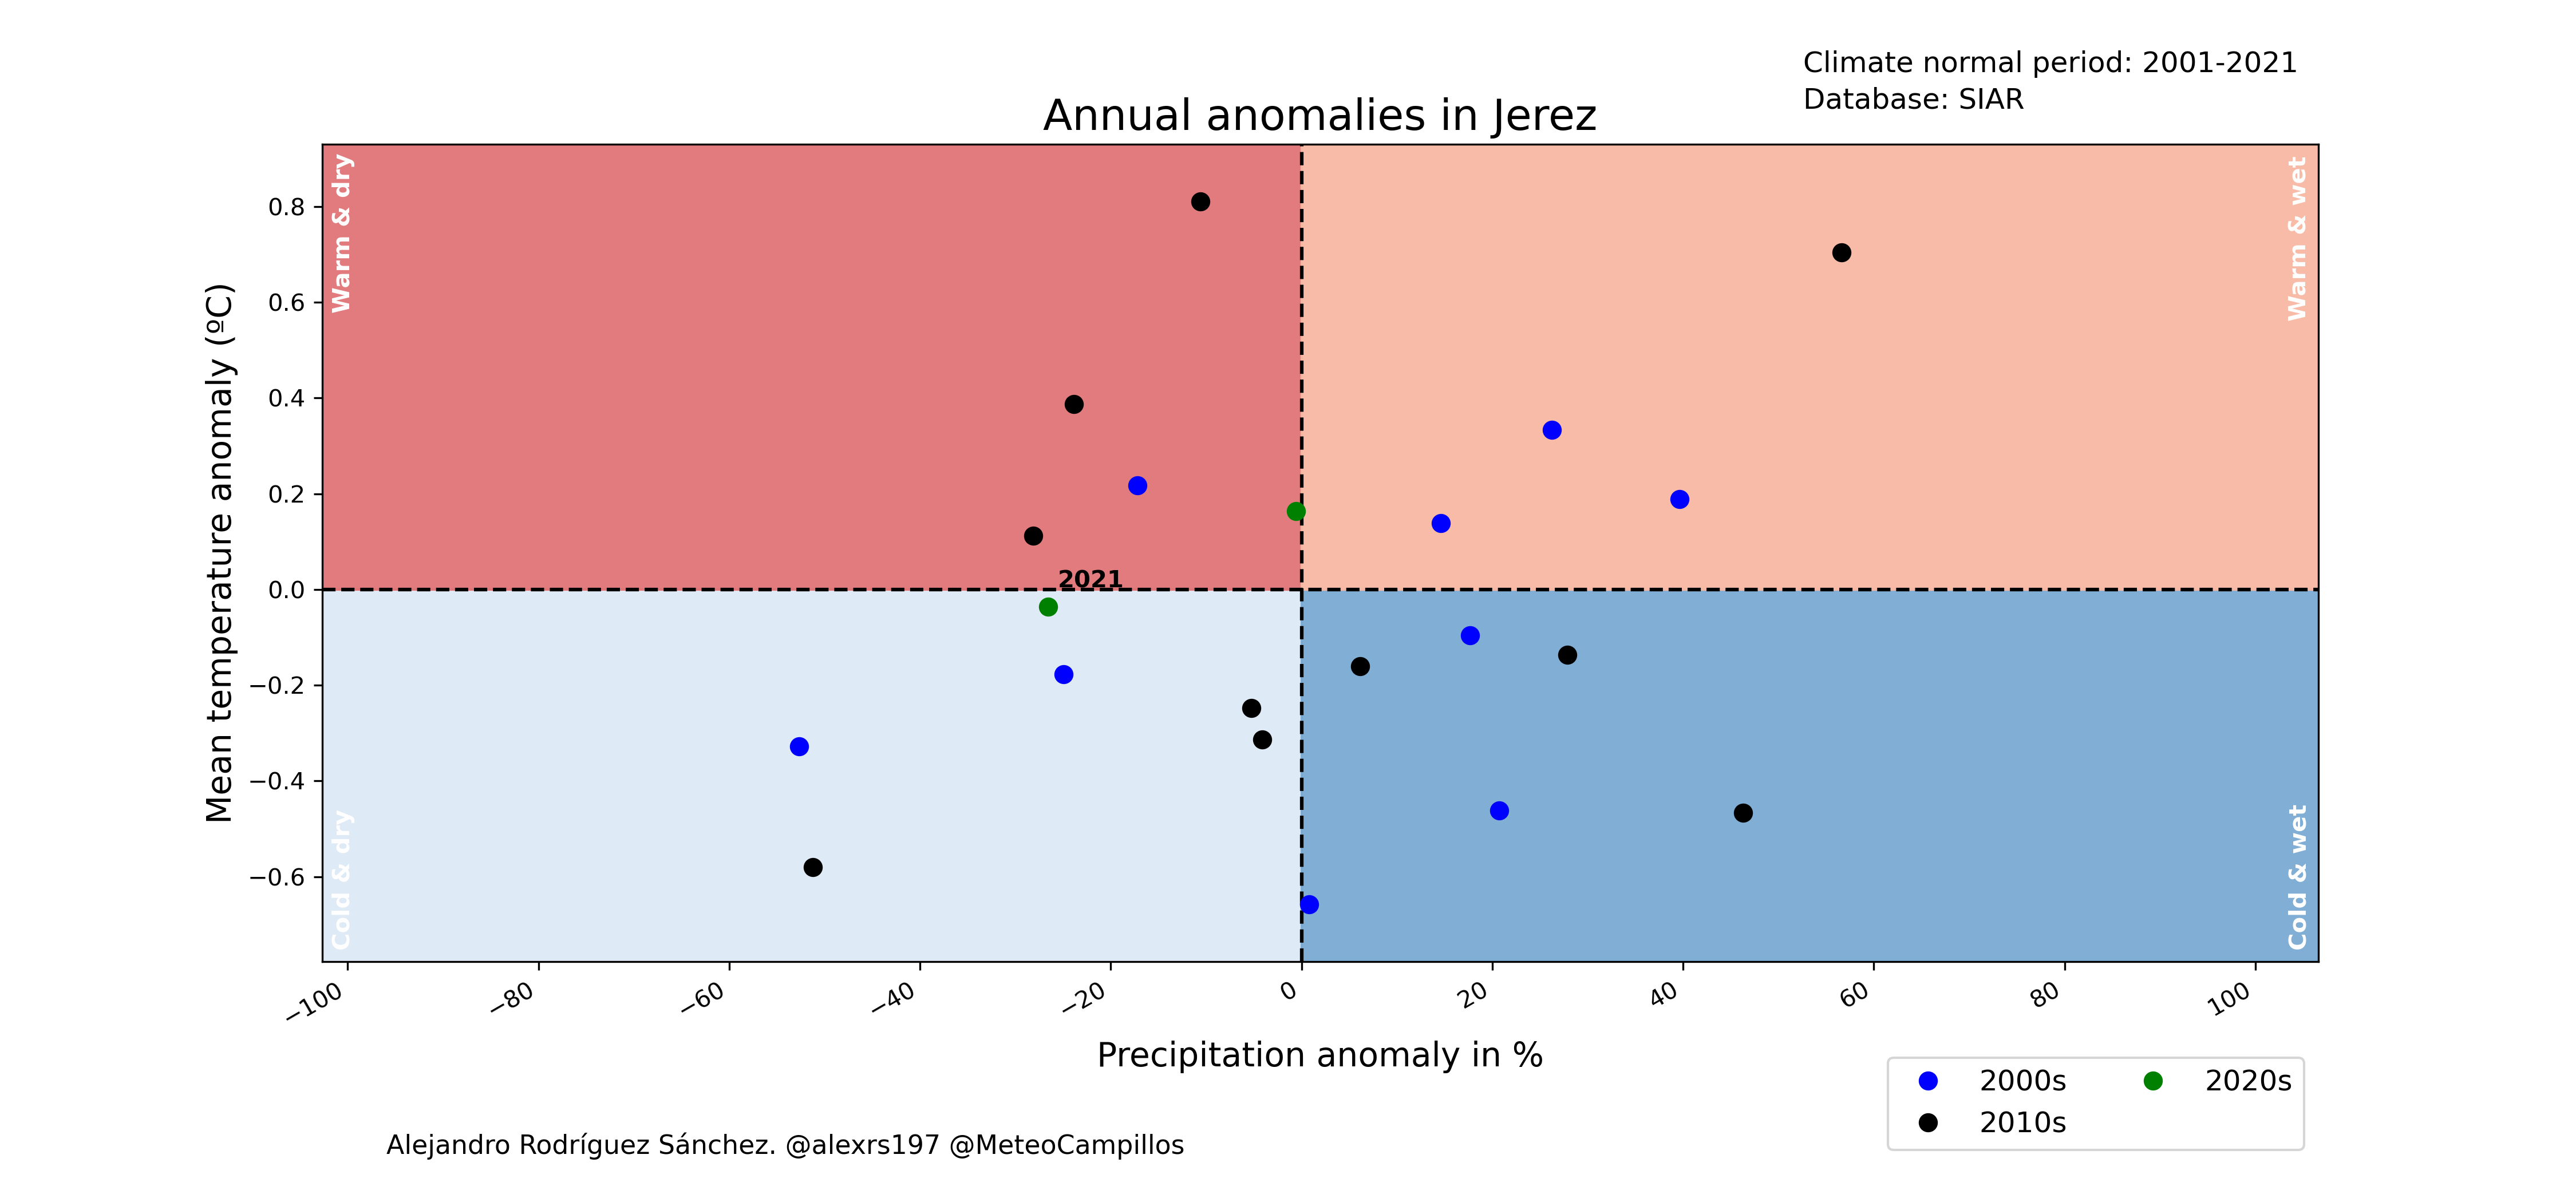 Climate normal period: 2001-2021
Database: SIAR
Annual anomalies in Jerez
Warm & dry
Warm & wet
Mean temperature anomaly (ºC)
0.8
0.6
0.4
0.2
0.0
−0.2
−0.4
−0.6
2021
Cold & dry
Cold & wet
−100
−80
−60
−40
−20
0
20
40
60
80
100
Precipitation anomaly in %
2000s
2010s
2020s
Alejandro Rodríguez Sánchez. @alexrs197 @MeteoCampillos